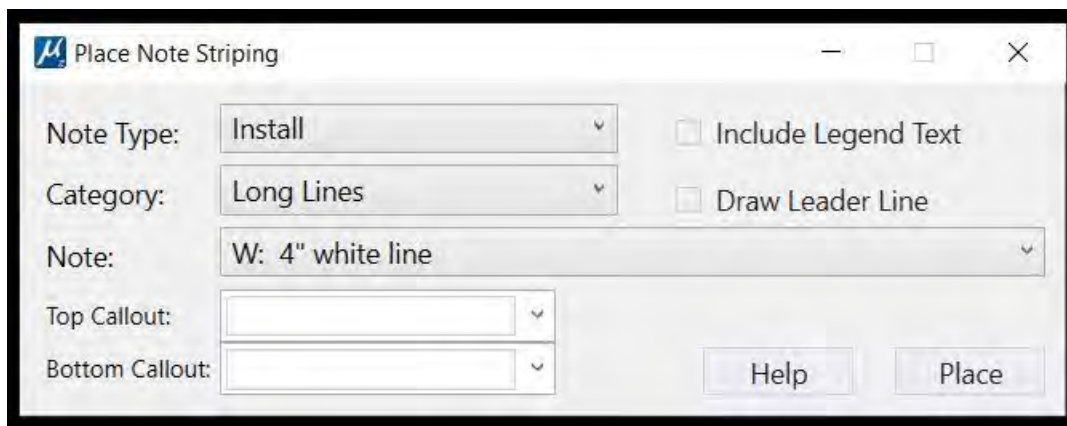 Place Note Striping
Note Type: Install Include Legend Text
Category: Long Lines Draw Leader Line
Note: W: 4" white line
Top Callout:
Bottom Callout: Help Place